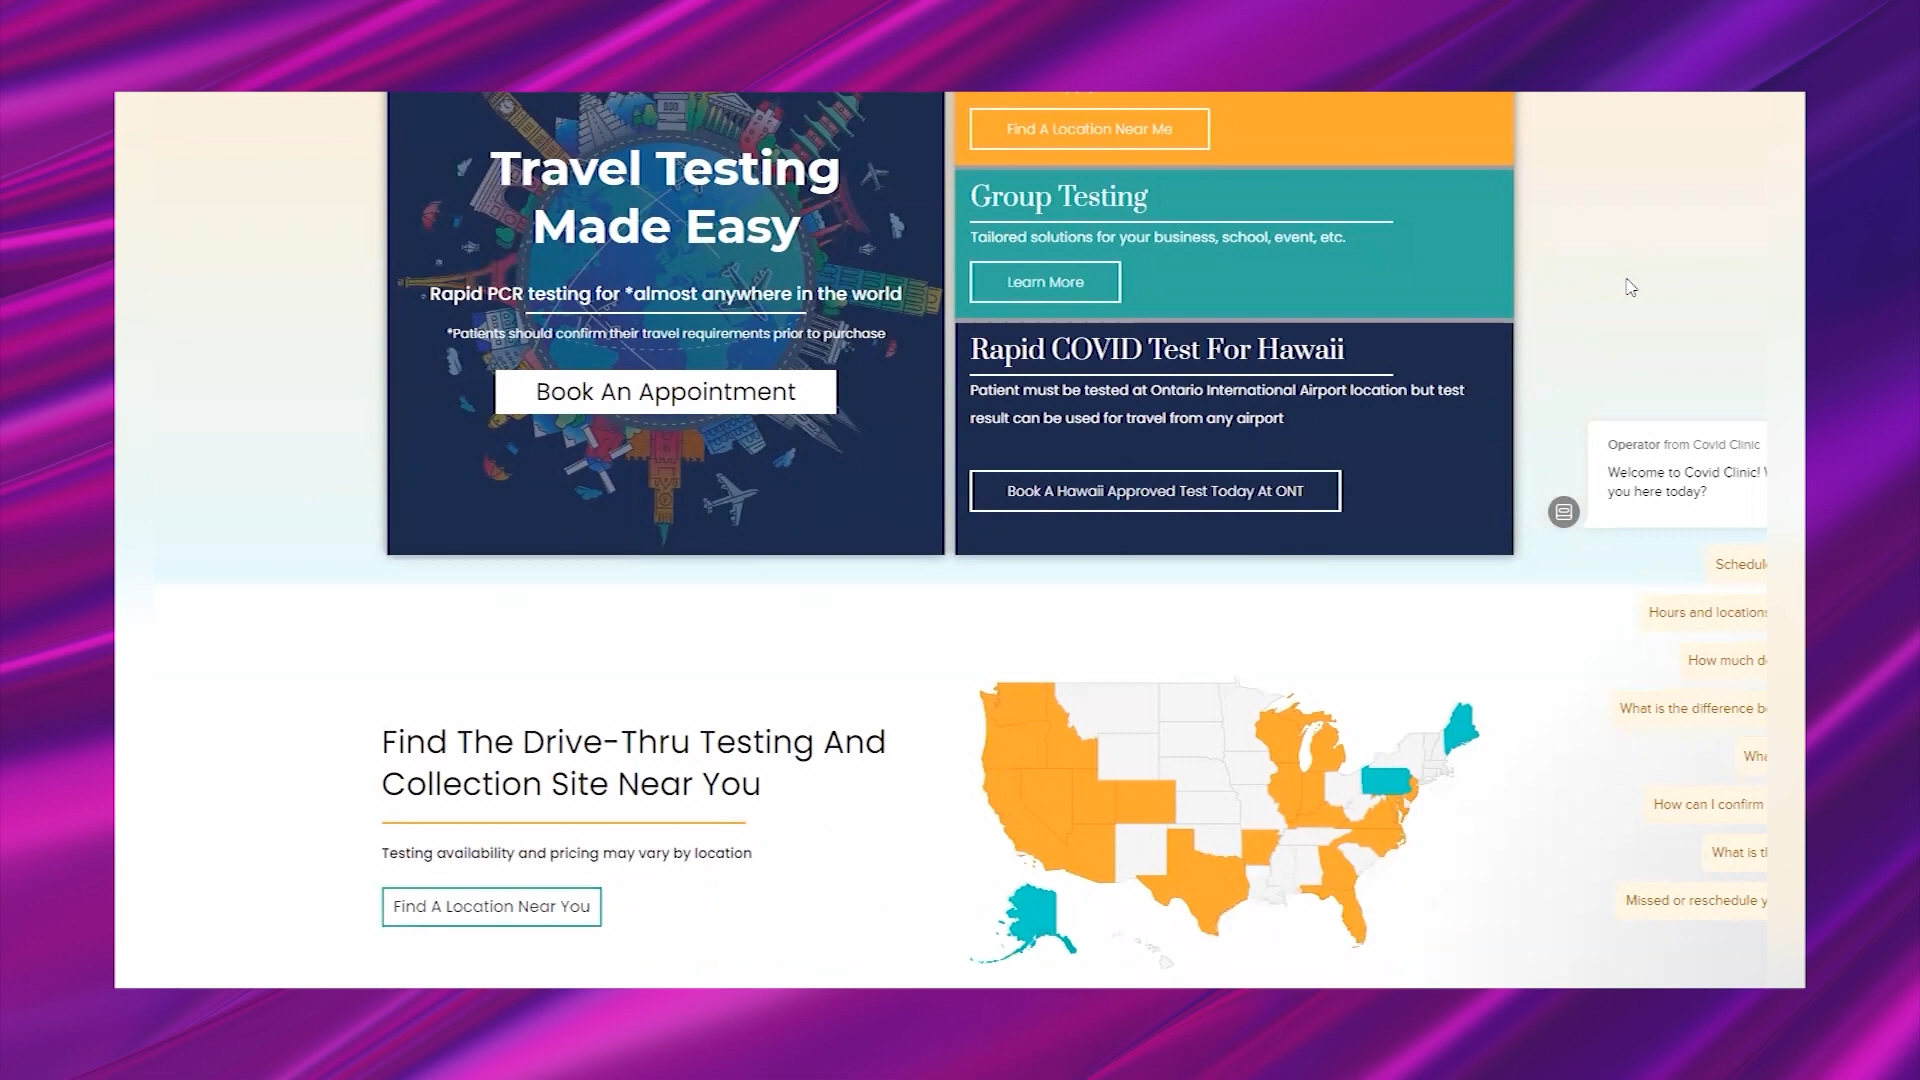 Travel Testing
Made Easy
Rapid PCR testing for *almost anywhere in the world
*Patients should confirm their travel requirements prior to purchase
Book An Appointment
Find A Location Near Me
Group Testing
Tailored solutions for your business, school, event, etc.
Learn More
Rapid COVID Test For Hawaii
Patient must be tested at Ontario International Airport location but test
result can be used for travel from any airport
Book A Hawaii Approved Test Today At ONT
Operator from Covid Clinic
Welcome to Covid Clinic!
you here today?
Hours and locations
How much
What is the difference
How can I confirm
What is
Missed or reschedule
Find The Drive-Thru Testing And
Collection Site Near You
Testing availability and pricing may vary by location
Find A Location Near You